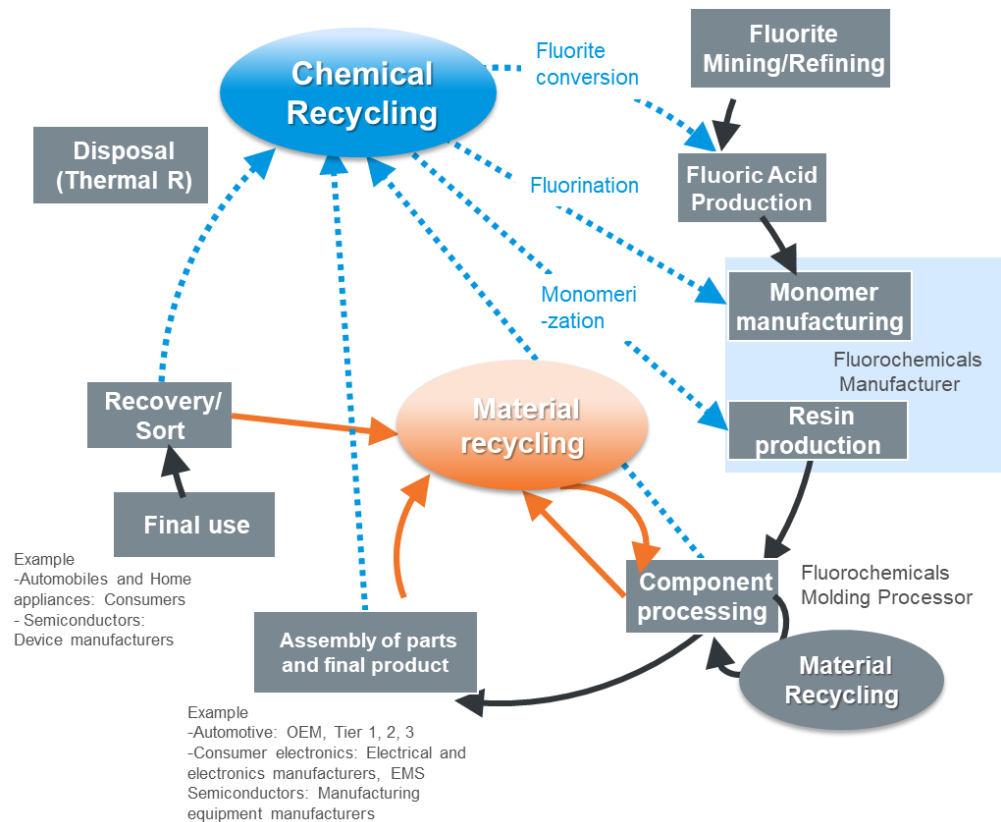 Chemical
Recycling
Fluorite
conversion
Fluorite
Mining/Refining
Disposal
(Thermal R)
Fluorination
Fluoric Acid
Production
Monomeri
-zation
Monomer
manufacturing
Fluorochemicals
Manufacturer
Recovery/
Sort
Material
recycling
Resin
production
Final use
Example
-Automobiles and Home
appliances: Consumers
- Semiconductors:
Device manufacturers
Component
processing
Fluorochemicals
Molding Processor
Assembly of parts
and final product
Material
Recycling
Example
-Automotive: OEM, Tier 1, 2, 3
-Consumer electronics: Electrical and
electronics manufacturers, EMS
Semiconductors: Manufacturing
equipment manufacturers